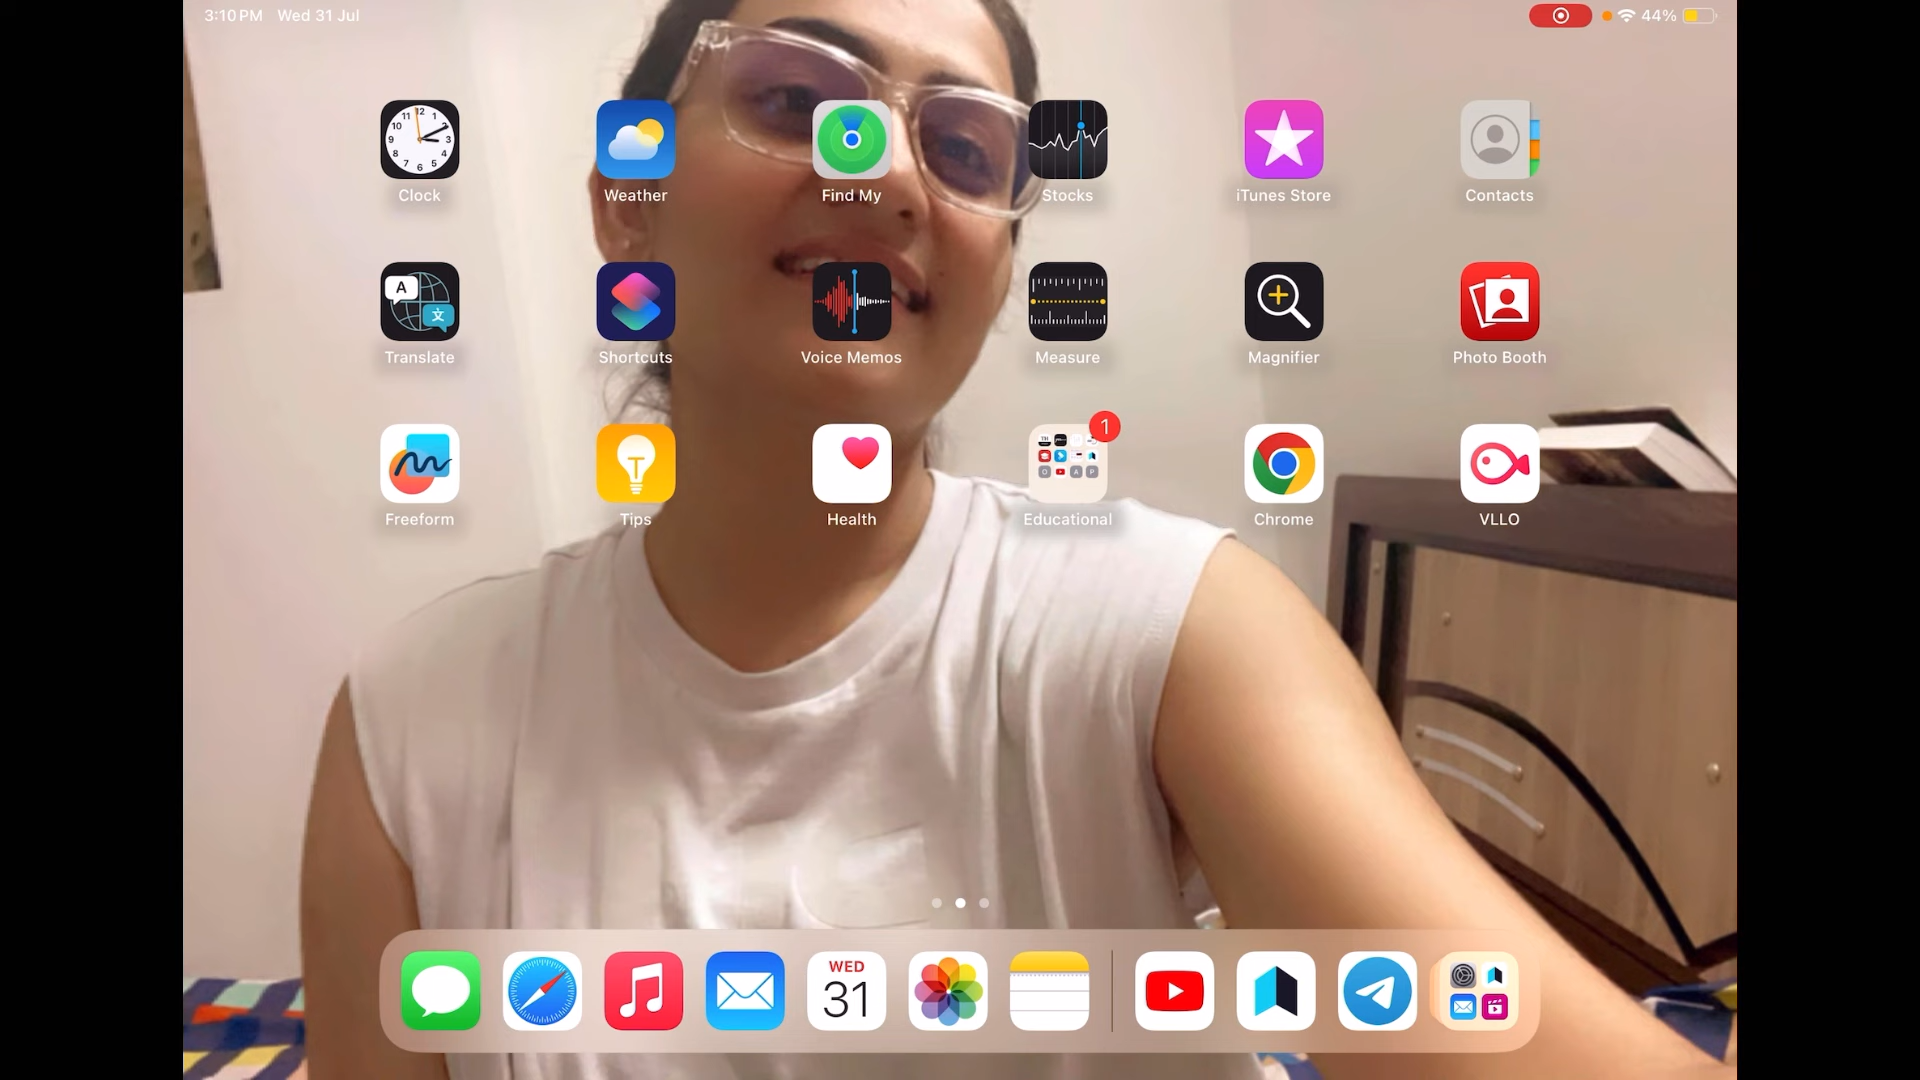 3:10 PM Wed 31 Jul
44%
Clock
Weather
Find My
Stocks
iTunes Store
Contacts
A
文
Translate
Shortcuts
Voice Memos
Measure
Magnifier
Photo Booth
1
Freeform
Tips
Health
Educational
Chrome
VLLO
WED
31